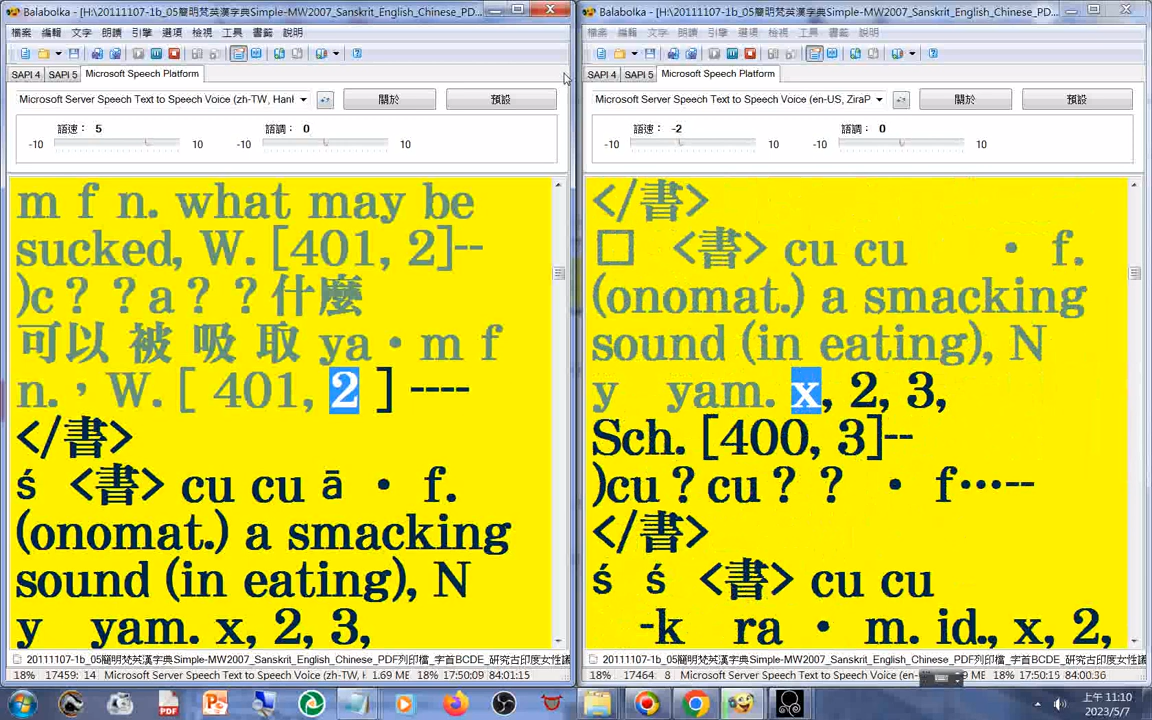 Balabolka - [H:\20111107-1b_05簡明梵英漢字典Simple-MW2007_Sanskrit_English_Chinese_PD...
檔案 編輯 文字 朗讀 引擎 選項 檢視 工具 書籤 說明
SAPI 4 SAPI 5 Microsoft Speech Platform
Microsoft Server Speech Text to Speech Voice (zh-TW, Han
關於 預設
語速： 5 語調： 0
-10 10 -10 10
m f n. what may be
sucked, W. [401, 2]--
)c？？a？？什麼
可以 被 吸 取 ya‧m f
n.，W. [ 401, 2 ] ----
</書>
ś <書> cu cu ā ‧ f.
(onomat.) a smacking
sound (in eating), N
y yam. x, 2, 3,
20111107-1b_05簡明梵英漢字典Simple-MW2007_Sanskrit_English_Chinese_PDF列印檔_字首BCDE_研究古印度女性議
18% 17459: 14 Microsoft Server Speech Text to Speech Voice (zh-TW, H 1.69 ME 18% 17:50:09 84:01:15
Balabolka - [H:\20111107-1b_05簡明梵英漢字典Simple-MW2007_Sanskrit_English_Chinese_PD...
檔案 編輯 文字 朗讀 引擎 選項 檢視 工具 書籤 說明
SAPI 4 SAPI 5 Microsoft Speech Platform
Microsoft Server Speech Text to Speech Voice (en-US, ZiraP
關於 預設
語速： -2 語調： 0
-10 10 -10 10
</書>
□ <書> cu cu ‧ f.
(onomat.) a smacking
sound (in eating), N
y yam. x, 2, 3,
Sch. [400, 3]--
)cu？cu？？ ‧ f…--
</書>
ś ś <書> cu cu
-k ra ‧ m. id., x, 2,
20111107-1b_05簡明梵英漢字典Simple-MW2007_Sanskrit_English_Chinese_PDF列印檔_字首BCDE_研究古印度女性議
18% 17464: 8 Microsoft Server Speech Text to Speech Voice (en-U 18% 17:50:15 84:00:36
PDF
上午 11:10
2023/5/7